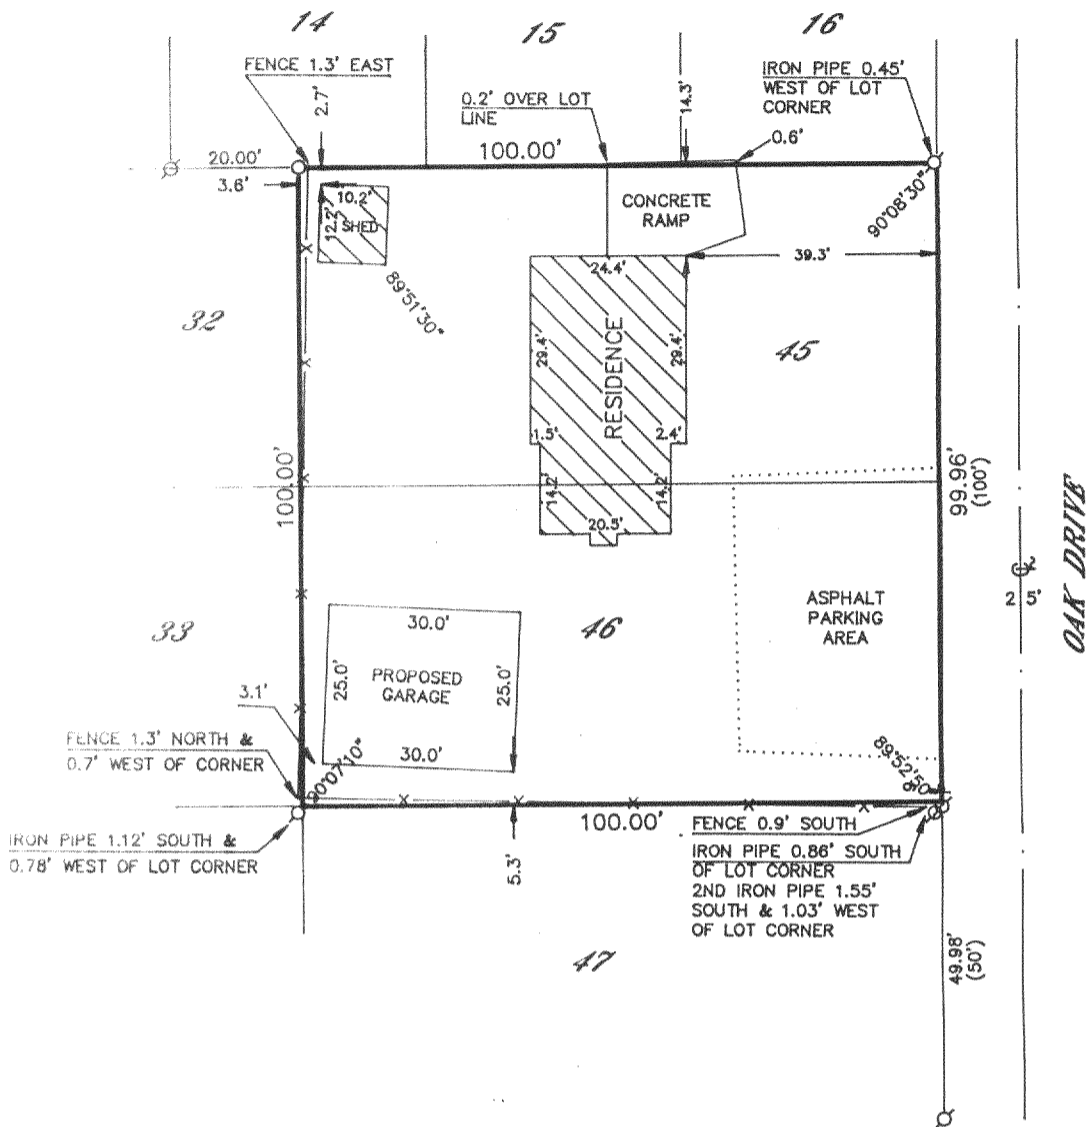 14
15
16
FENCE 1.3' EAST
2.7'
0.2' OVER LOT
LINE
14.3'
IRON PIPE 0.45'
WEST OF LOT
CORNER
0.6'
20.00'
100.00'
3.6'
10.2'
12.2'
SHED
CONCRETE
RAMP
90°08'30"
89°51'30"
24.4'
39.3'
32
45
29.4'
RESIDENCE
29.4'
1.5'
2.4'
100.00'
14.2'
14.2'
20.5'
99.96'
(100')
OAK DRIVE
25'
ASPHALT
PARKING
AREA
33
46
30.0'
25.0'
PROPOSED
GARAGE
25.0'
30.0'
3.1'
FENCE 1.3' NORTH &
0.7' WEST OF CORNER
90°07'10"
89°52'50"
100.00'
5.3'
IRON PIPE 1.12' SOUTH &
0.78' WEST OF LOT CORNER
FENCE 0.9' SOUTH
IRON PIPE 0.86' SOUTH
OF LOT CORNER
2ND IRON PIPE 1.55'
SOUTH & 1.03' WEST
OF LOT CORNER
47
49.98'
(50')